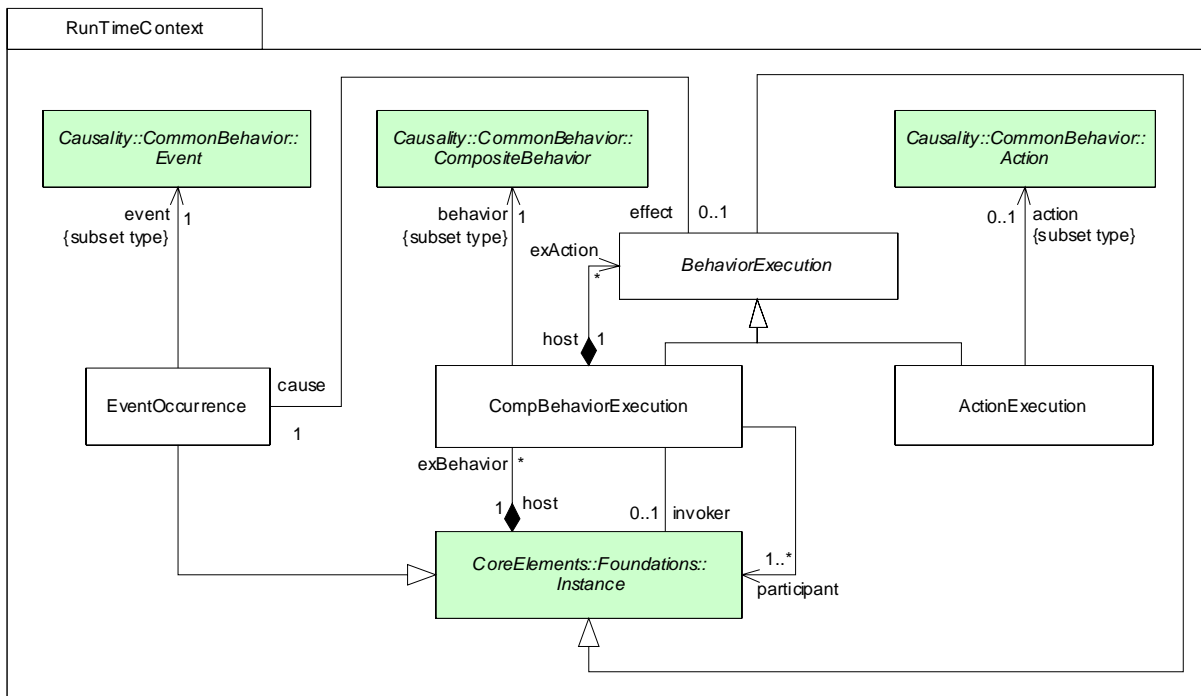 RunTimeContext
Causality::CommonBehavior::
Event
Causality::CommonBehavior::
CompositeBehavior
Causality::CommonBehavior::
Action
event 1
{subset type}
behavior 1
{subset type}
effect 0..1
0..1 action
{subset type}
exAction
*
BehaviorExecution
host 1
EventOccurrence
cause
1
CompBehaviorExecution
ActionExecution
exBehavior *
1 host
0..1 invoker
CoreElements::Foundations::
Instance
1..*
participant